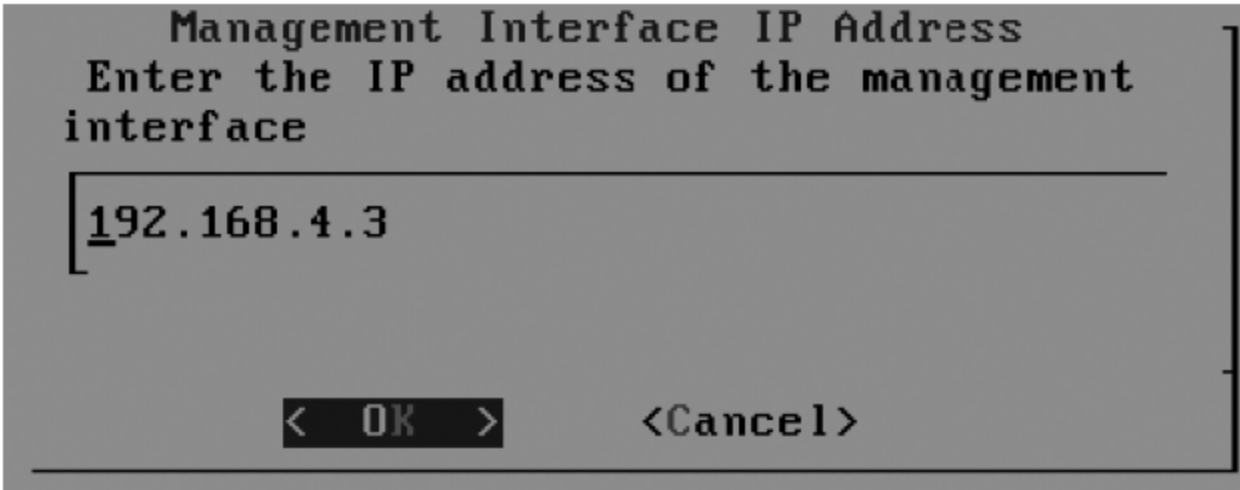 Management Interface IP Address
Enter the IP address of the management
interface
192.168.4.3
< OK > <Cancel>